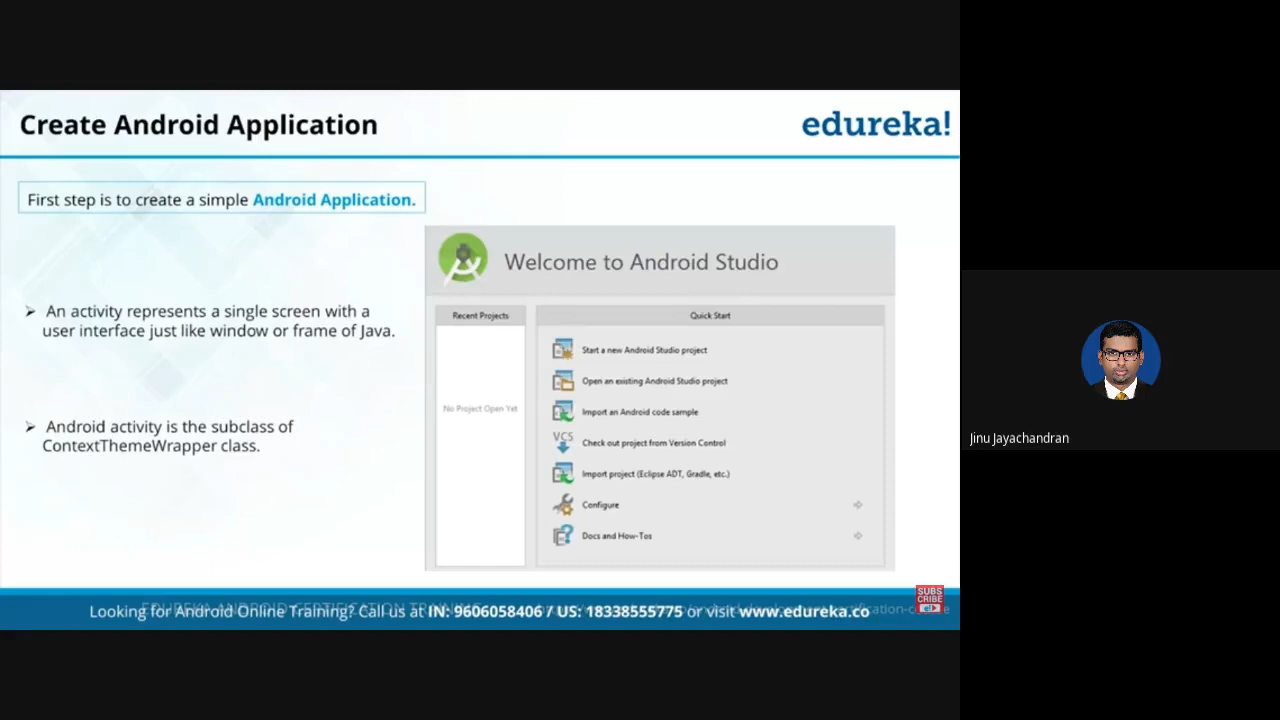 Create Android Application
edureka!
First step is to create a simple Android Application.
➢ An activity represents a single screen with a
user interface just like window or frame of Java.
➢ Android activity is the subclass of
ContextThemeWrapper class.
Welcome to Android Studio
Recent Projects
No Project Open Yet
Quick Start
Start a new Android Studio project
Open an existing Android Studio project
Import an Android code sample
VCS
Check out project from Version Control
Import project (Eclipse ADT, Gradle, etc.)
Configure
Docs and How-Tos
Jinu Jayachandran
SUBS
CRIBE
Looking for Android Online Training? Call us at IN: 9606058406 / US: 18338555775 or visit www.edureka.co